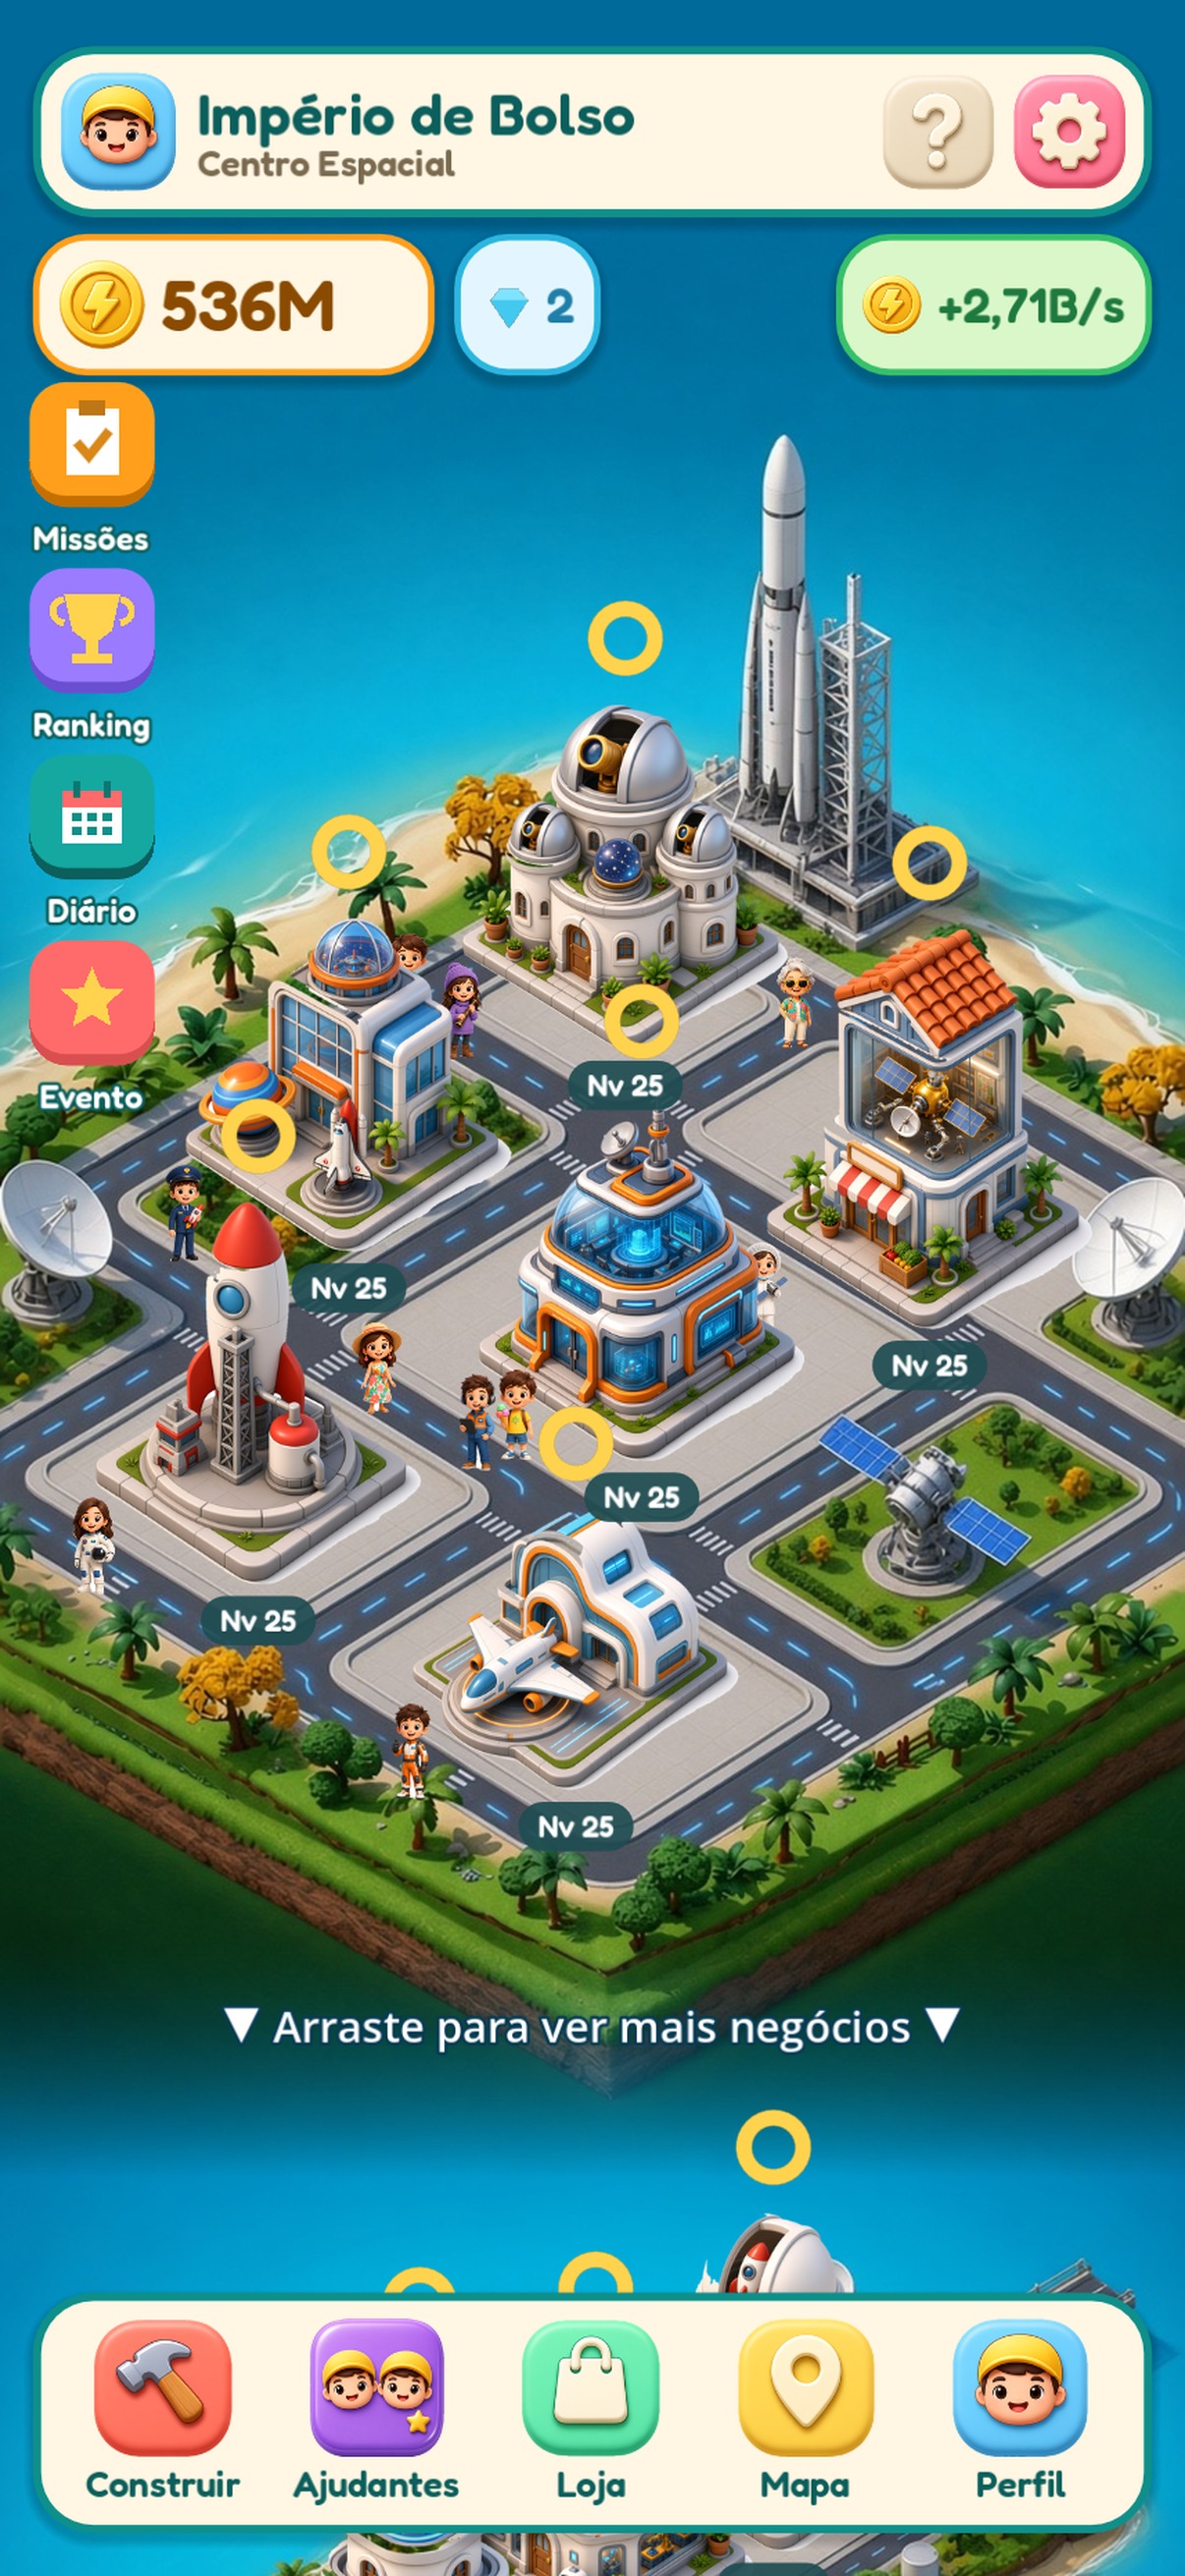 Império de Bolso
Centro Espacial
536M
2
+2,71B/s
Missões
Ranking
Diário
Evento
Nv 25
Nv 25
Nv 25
Nv 25
Nv 25
Nv 25
▼ Arraste para ver mais negócios ▼
Construir
Ajudantes
Loja
Mapa
Perfil